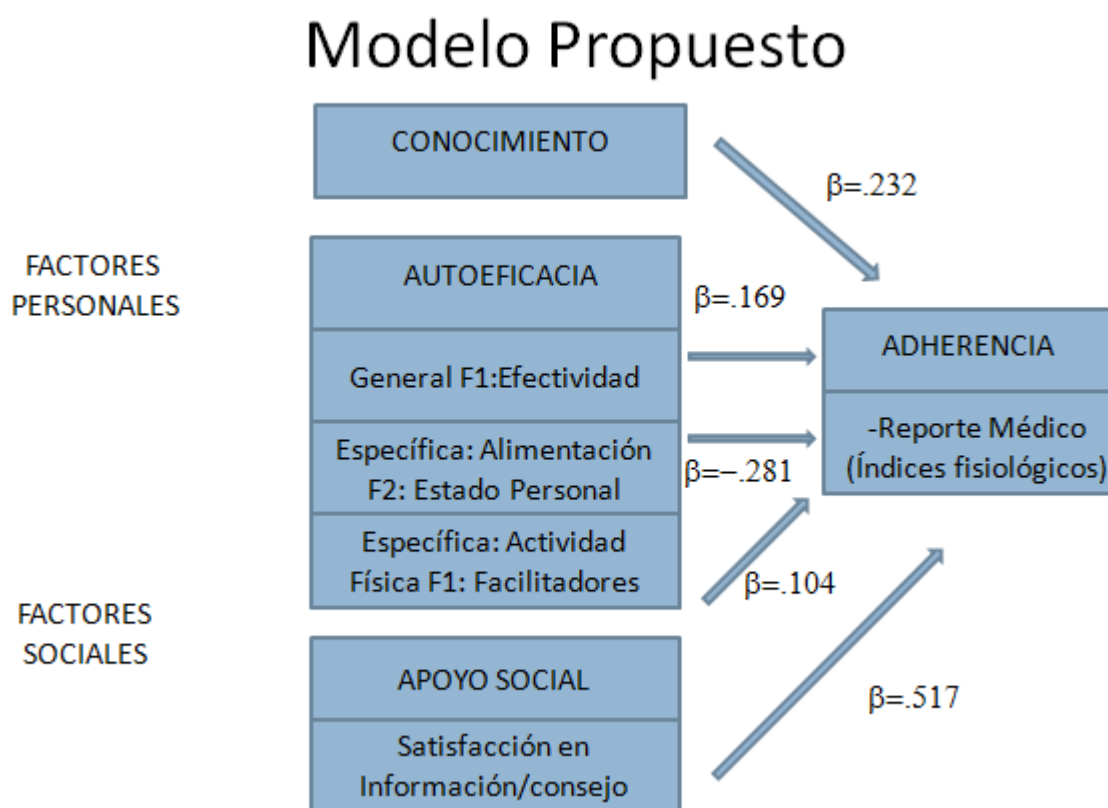 Modelo Propuesto
CONOCIMIENTO
β=.232
FACTORES
PERSONALES
AUTOEFICACIA
β=.169
General F1:Efectividad
Específica: Alimentación
F2: Estado Personal
β=−.281
Específica: Actividad
Física F1: Facilitadores
β=.104
ADHERENCIA
-Reporte Médico
(Índices fisiológicos)
FACTORES
SOCIALES
APOYO SOCIAL
Satisfacción en
Información/consejo
β=.517